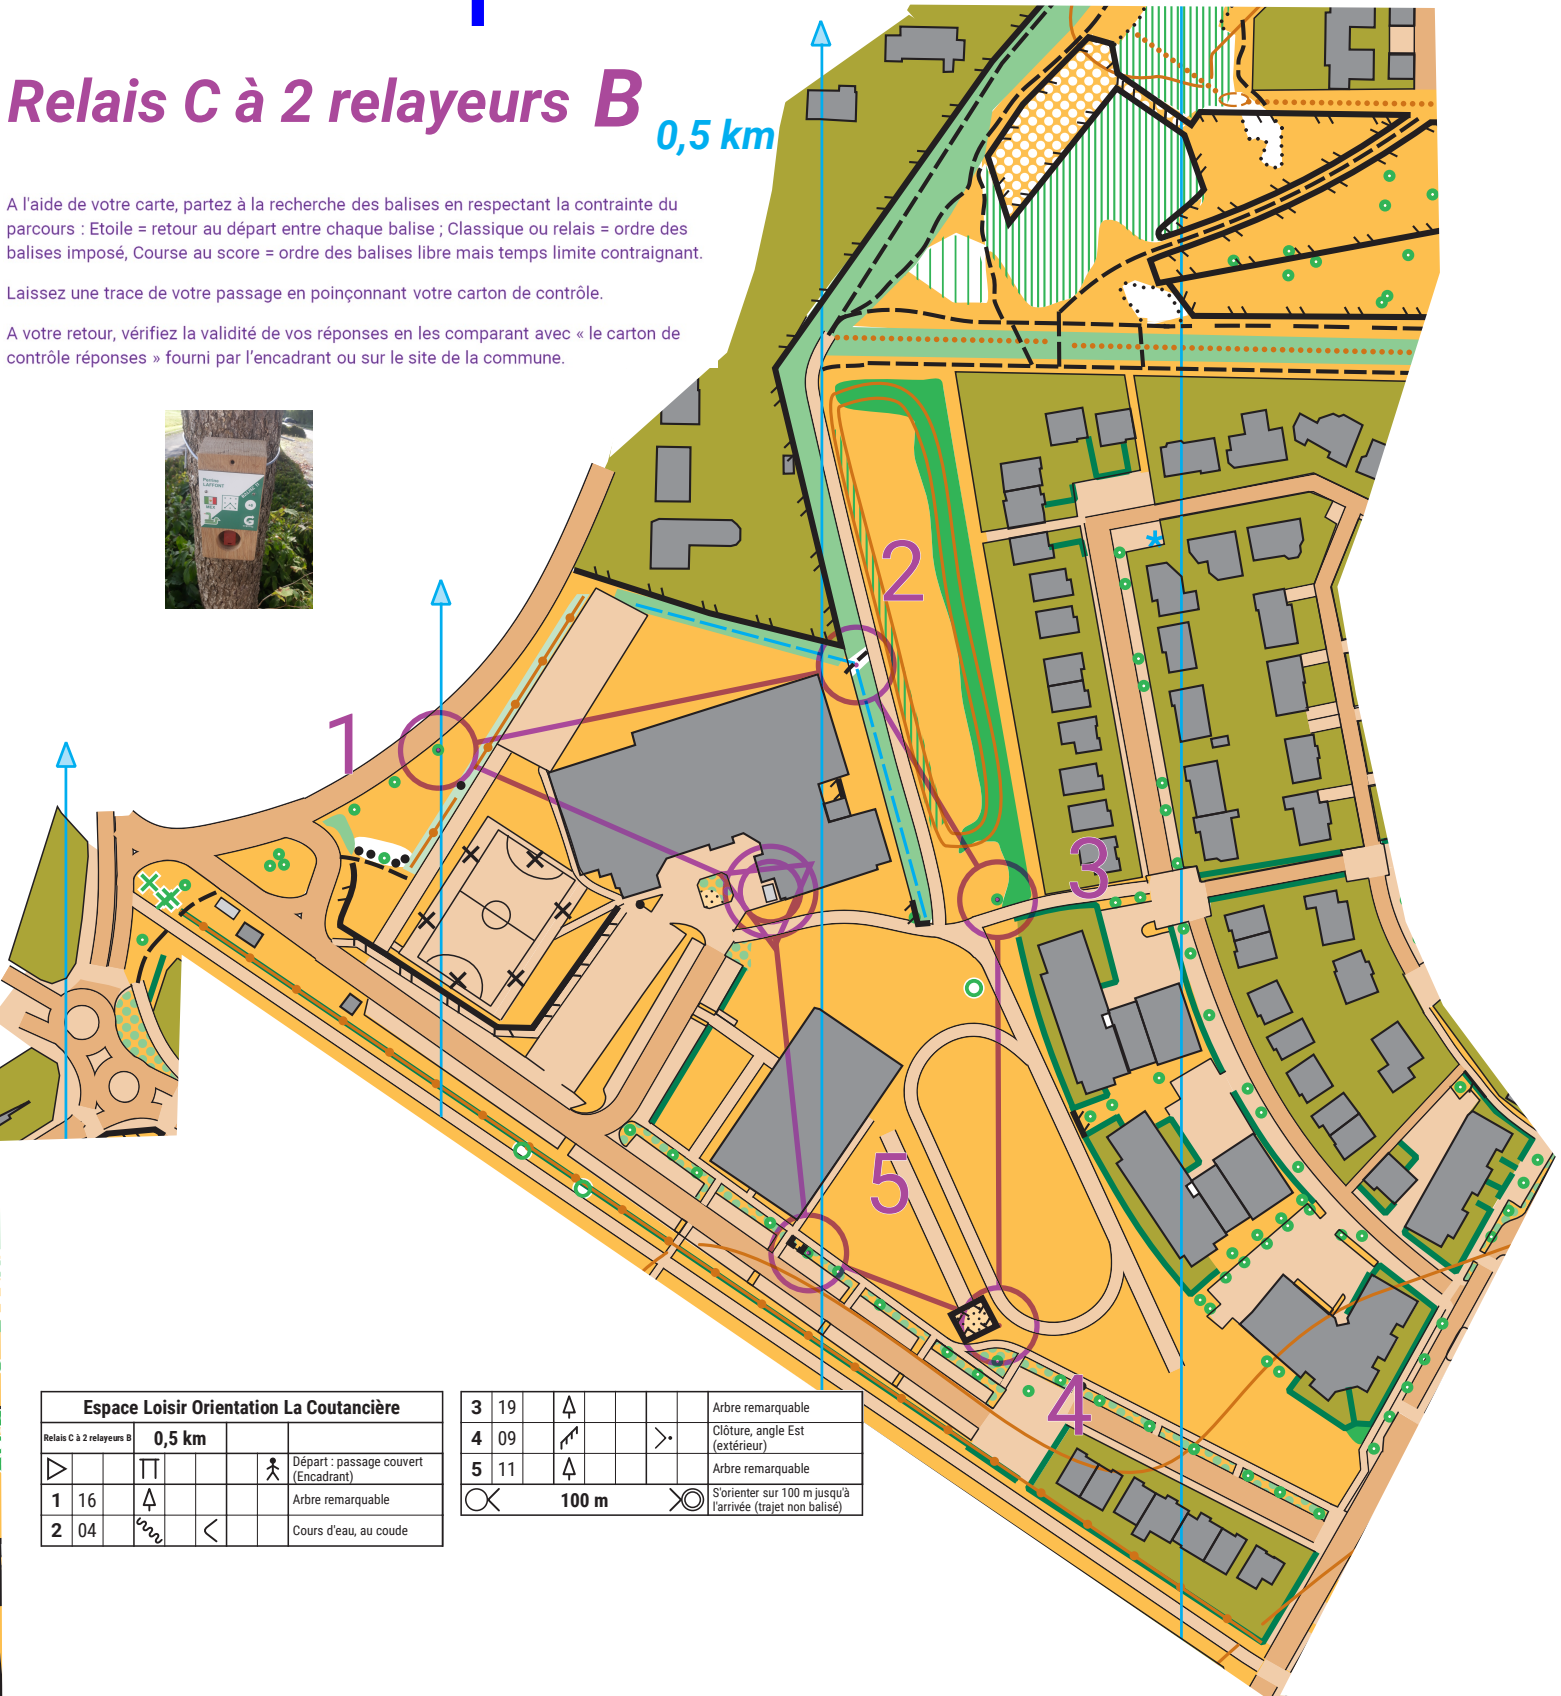 Relais C à 2 relayeurs B
0,5 km
A l'aide de votre carte, partez à la recherche des balises en respectant la contrainte du
parcours : Etoile = retour au départ entre chaque balise ; Classique ou relais = ordre des
balises imposé, Course au score = ordre des balises libre mais temps limite contraignant.
Laissez une trace de votre passage en poinçonnant votre carton de contrôle.
A votre retour, vérifiez la validité de vos réponses en les comparant avec « le carton de
contrôle réponses » fourni par l'encadrant ou sur le site de la commune.
2
1
3
5
4
Espace Loisir Orientation La Coutancière
Relais C à 2 relayeurs B 0,5 km
Départ : passage couvert
(Encadrant)
1 16 Arbre remarquable
2 04 Cours d'eau, au coude
3 19 Arbre remarquable
4 09 Clôture, angle Est
(extérieur)
5 11 Arbre remarquable
100 m S'orienter sur 100 m jusqu'à
l'arrivée (trajet non balisé)